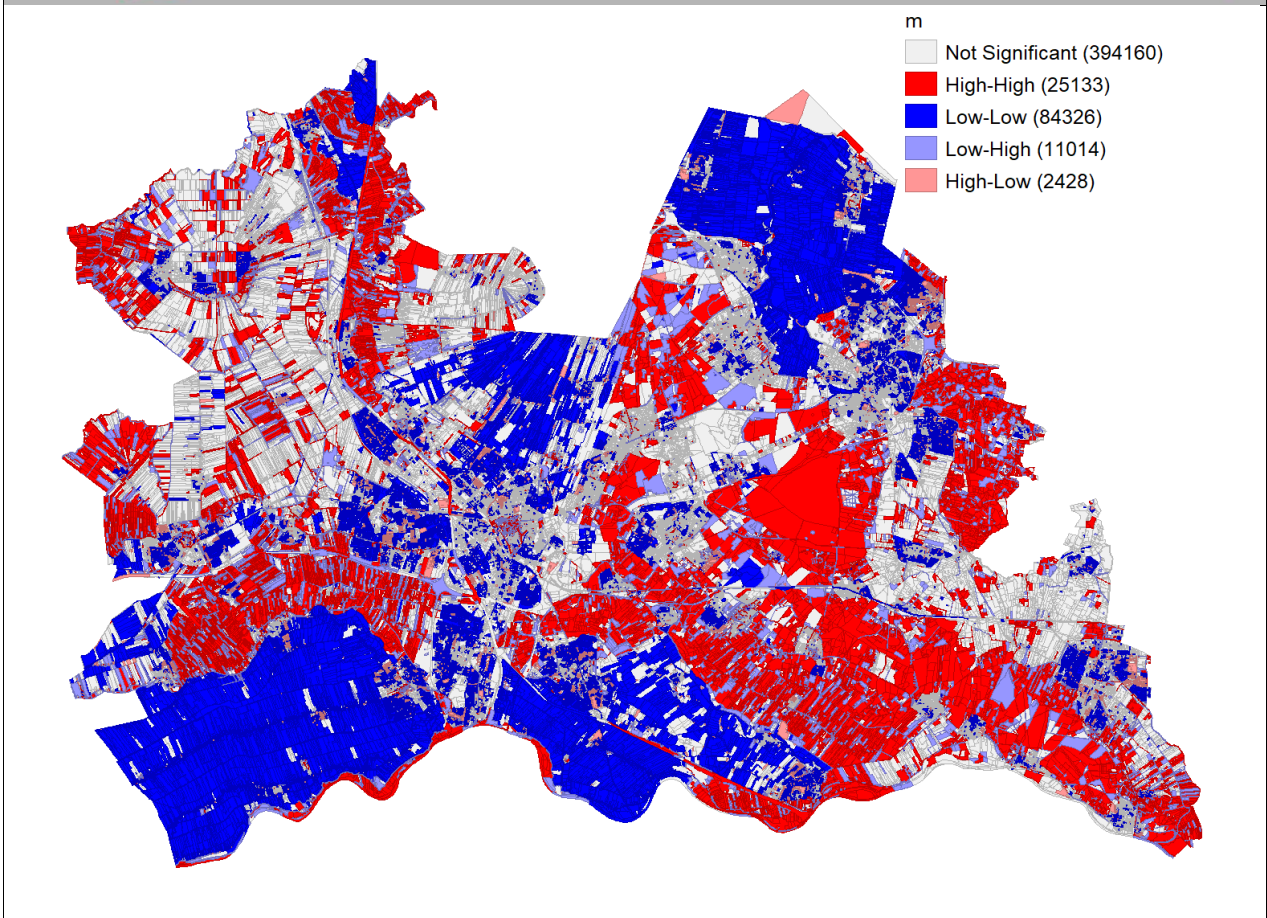 m
Not Significant (394160)
High-High (25133)
Low-Low (84326)
Low-High (11014)
High-Low (2428)